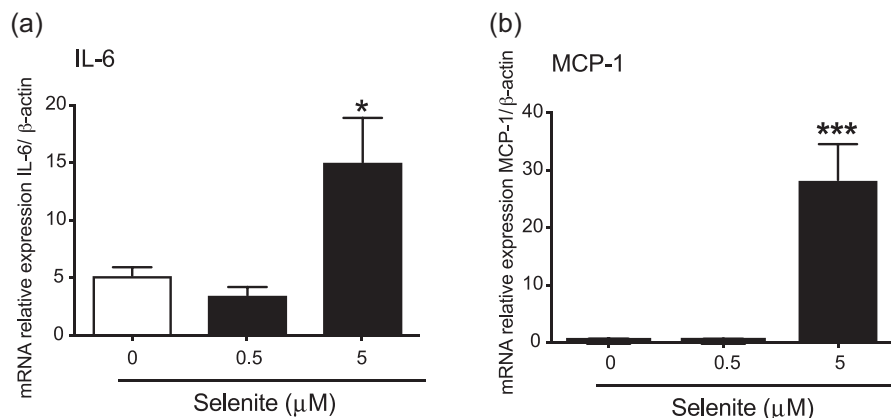 (a)
IL-6
mRNA relative expression IL-6/ β-actin
20
15
10
5
0
*
0 0.5 5
Selenite (μM)
(b)
MCP-1
mRNA relative expression MCP-1/β-actin
40
30
20
10
0
***
0 0.5 5
Selenite (μM)